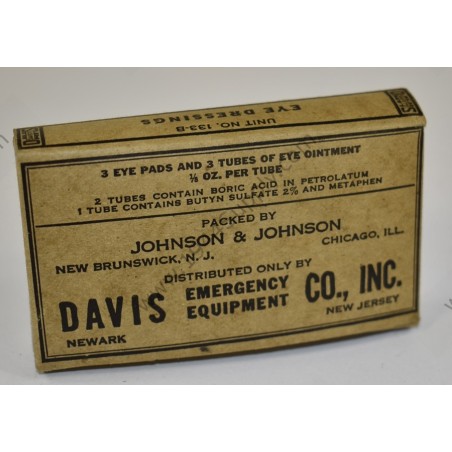 UNIT NO. 133-B
EYE DRESSINGS
3 EYE PADS AND 3 TUBES OF EYE OINTMENT
⅛ OZ. PER TUBE
2 TUBES CONTAIN BORIC ACID IN PETROLATUM
1 TUBE CONTAINS BUTYN SULFATE 2% AND METAPHEN
PACKED BY
JOHNSON & JOHNSON
NEW BRUNSWICK, N. J. CHICAGO, ILL.
DISTRIBUTED ONLY BY
DAVIS EMERGENCY EQUIPMENT CO., INC.
NEWARK NEW JERSEY